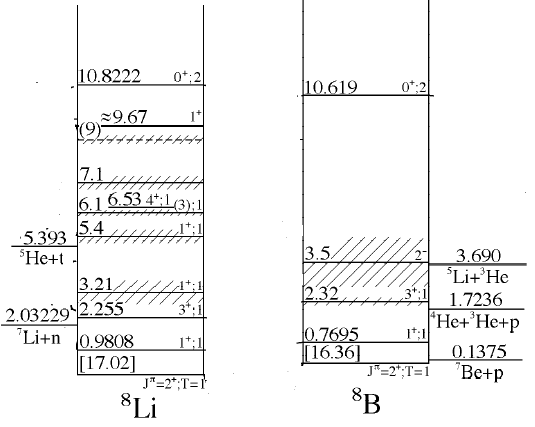 10.8222 0⁺;2
≈9.67 1⁺
(9)
7.1
6.53 4⁺;1
6.1 (3);1
5.4 1⁺;1
5.393
⁵He+t
3.21 1⁺;1
2.255 3⁺;1
2.03229
⁷Li+n
0.9808 1⁺;1
[17.02]
Jπ=2⁺;T=1
⁸Li
10.619 0⁺;2
3.5 2⁻
3.690
⁵Li+³He
2.32 3⁺;1
1.7236
⁴He+³He+p
0.7695 1⁺;1
[16.36]
0.1375
⁷Be+p
Jπ=2⁺;T=1
⁸B